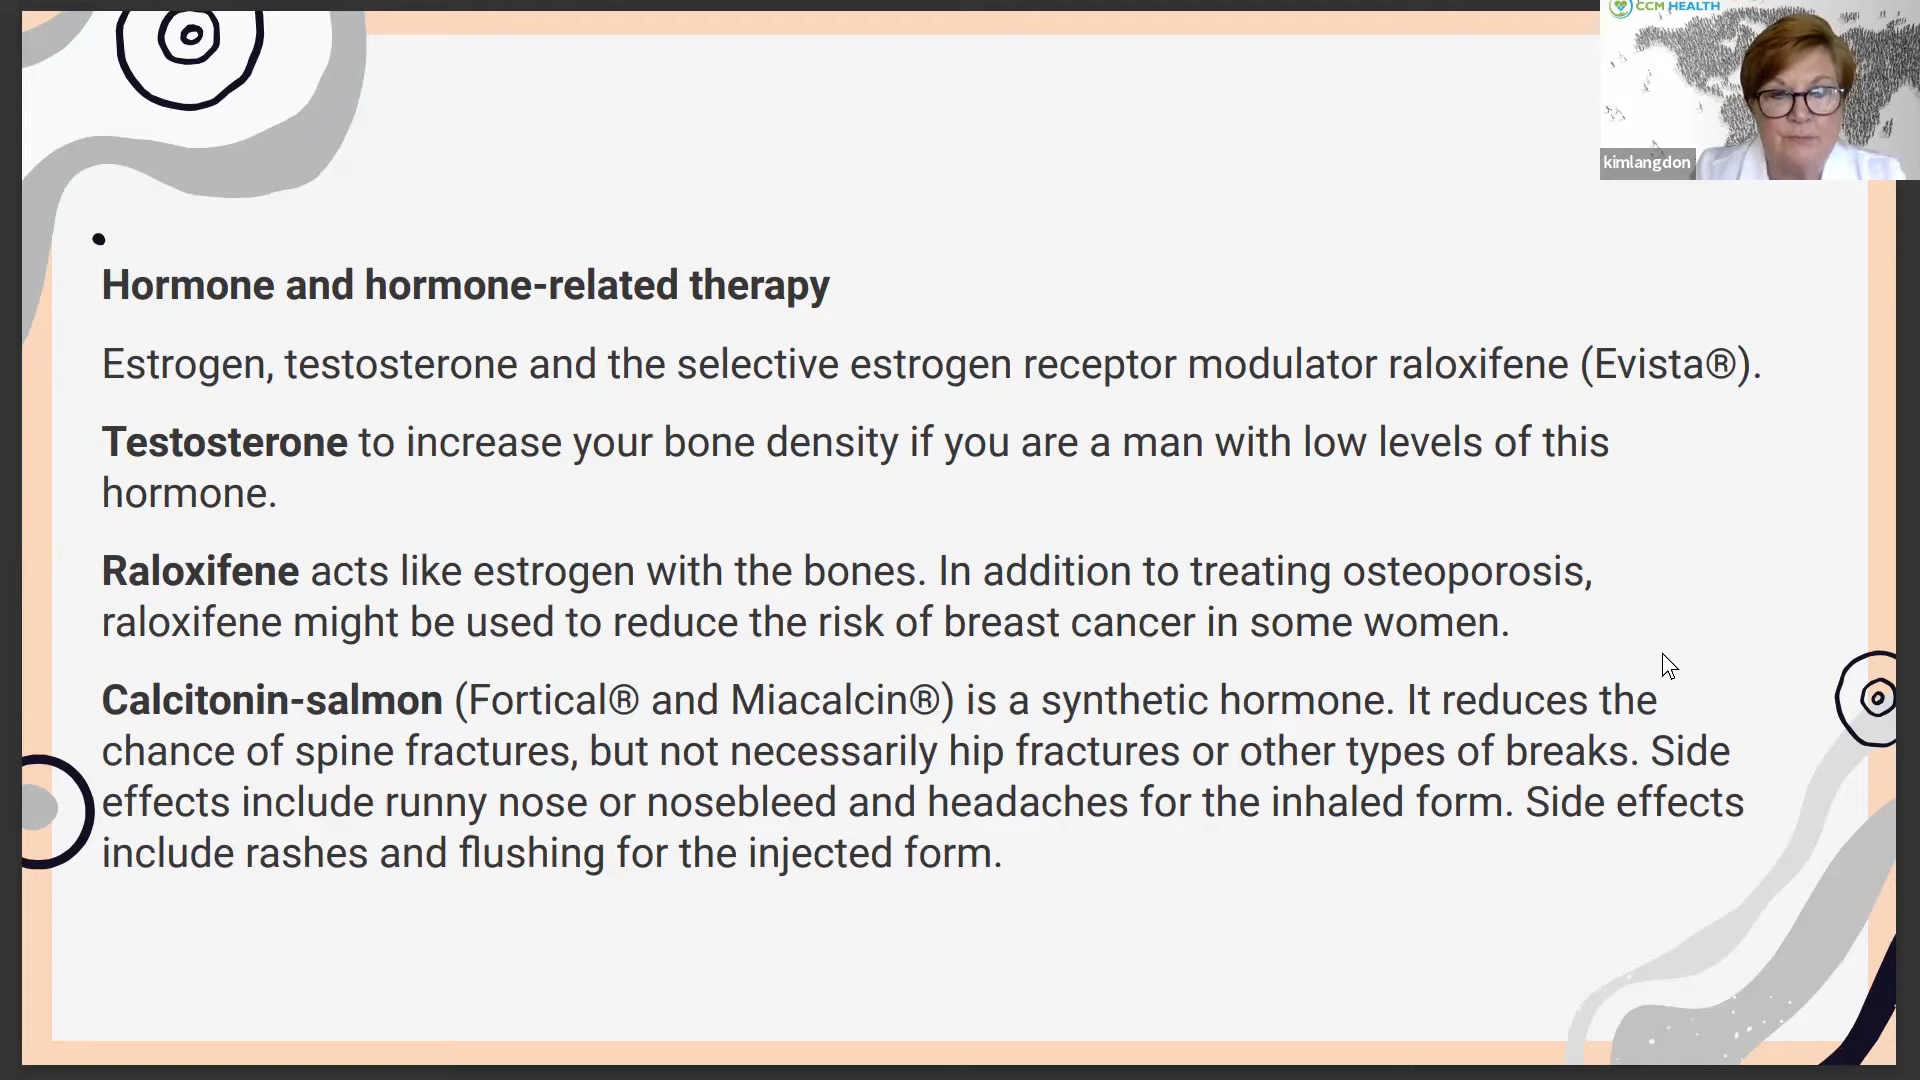 CCM HEALTH
kimlangdon
Hormone and hormone-related therapy
Estrogen, testosterone and the selective estrogen receptor modulator raloxifene (Evista®).
Testosterone to increase your bone density if you are a man with low levels of this
hormone.
Raloxifene acts like estrogen with the bones. In addition to treating osteoporosis,
raloxifene might be used to reduce the risk of breast cancer in some women.
Calcitonin-salmon (Fortical® and Miacalcin®) is a synthetic hormone. It reduces the
chance of spine fractures, but not necessarily hip fractures or other types of breaks. Side
effects include runny nose or nosebleed and headaches for the inhaled form. Side effects
include rashes and flushing for the injected form.